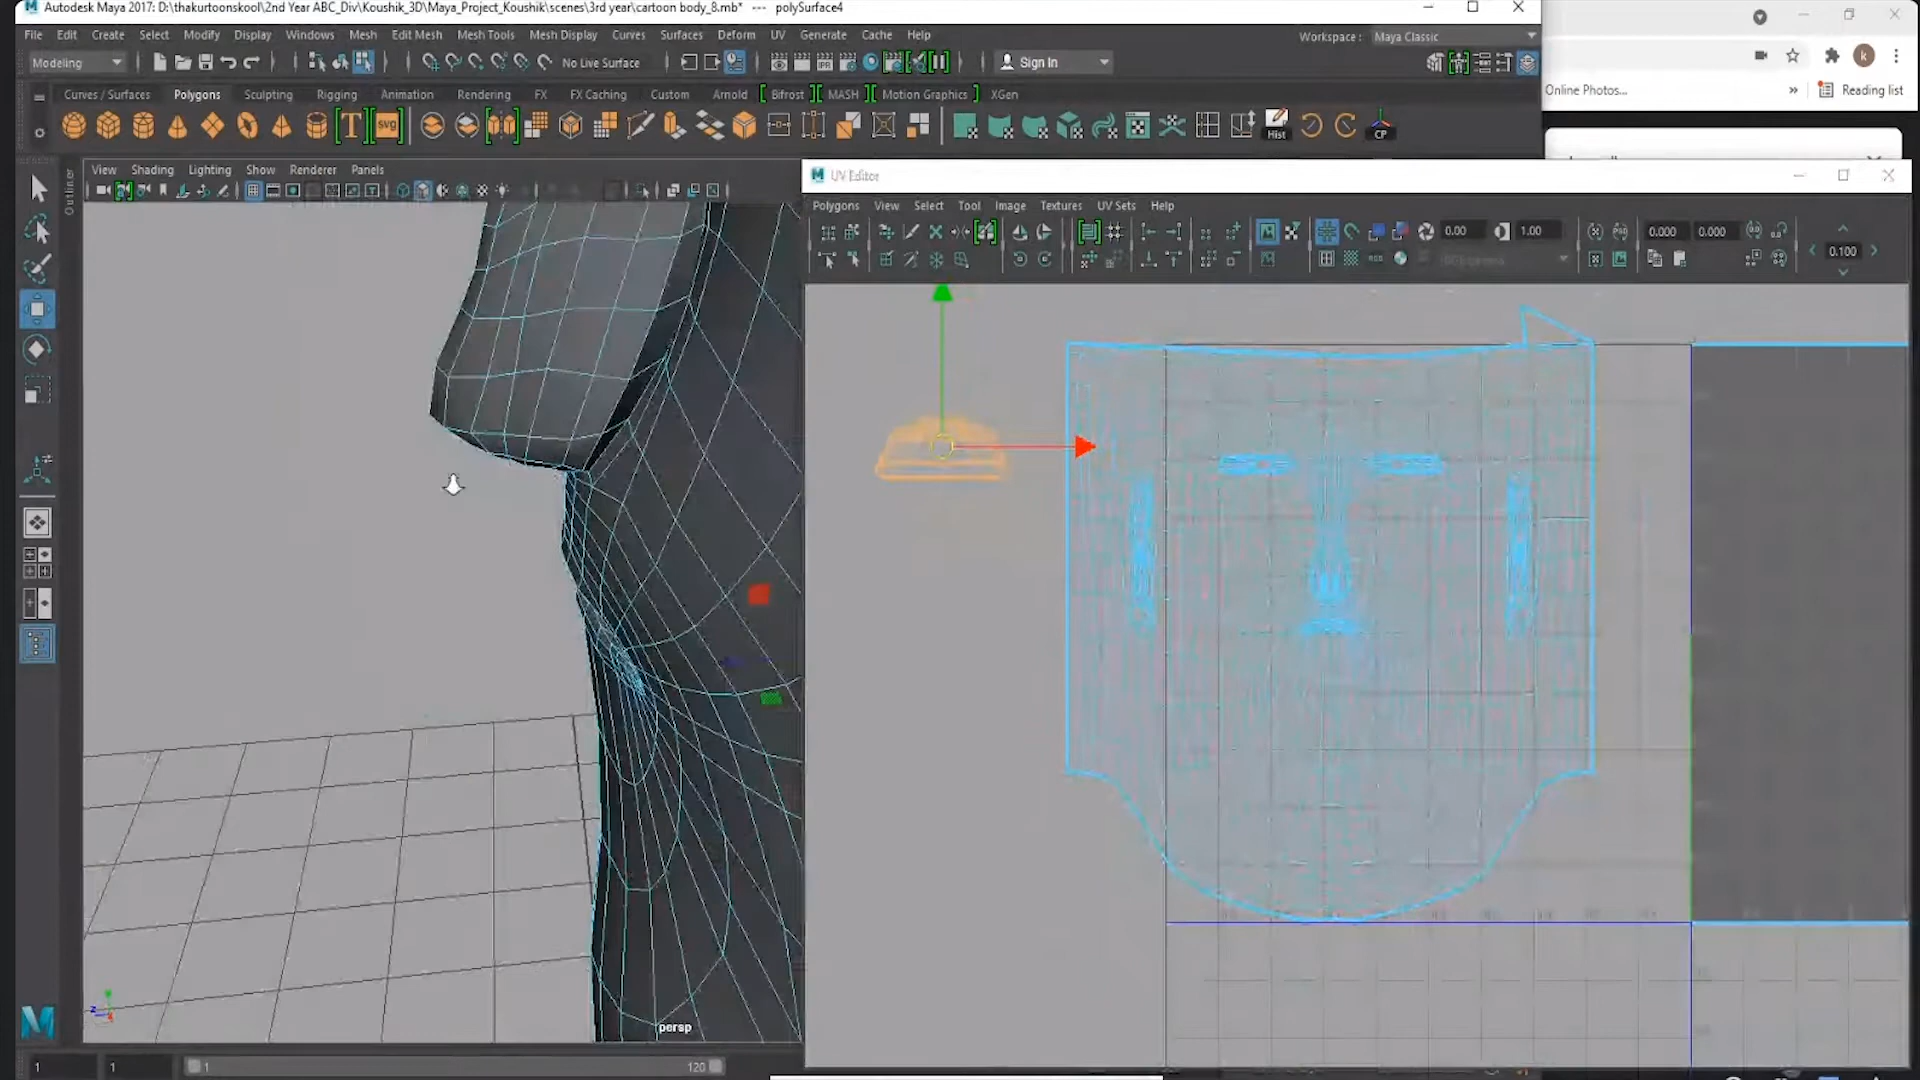 Autodesk Maya 2017: D:\thakurtoonskool\2nd Year ABC_Div\Koushik_3D\Maya_Project_Koushik\scenes\3rd year\cartoon body_8.mb* --- polySurface4
File Edit Create Select Modify Display Windows Mesh Edit Mesh Mesh Tools Mesh Display Curves Surfaces Deform UV Generate Cache Help
Workspace : Maya Classic
Modeling
No Live Surface
Sign In
k
Curves / Surfaces Polygons Sculpting Rigging Animation Rendering FX FX Caching Custom Arnold Bifrost MASH Motion Graphics XGen
Online Photos...
»
Reading list
T
svg
Hist
CP
Outliner
View Shading Lighting Show Renderer Panels
UV Editor
Polygons View Select Tool Image Textures UV Sets Help
0.00
1.00
0.000
0.000
0.100
persp
1
1
1
120